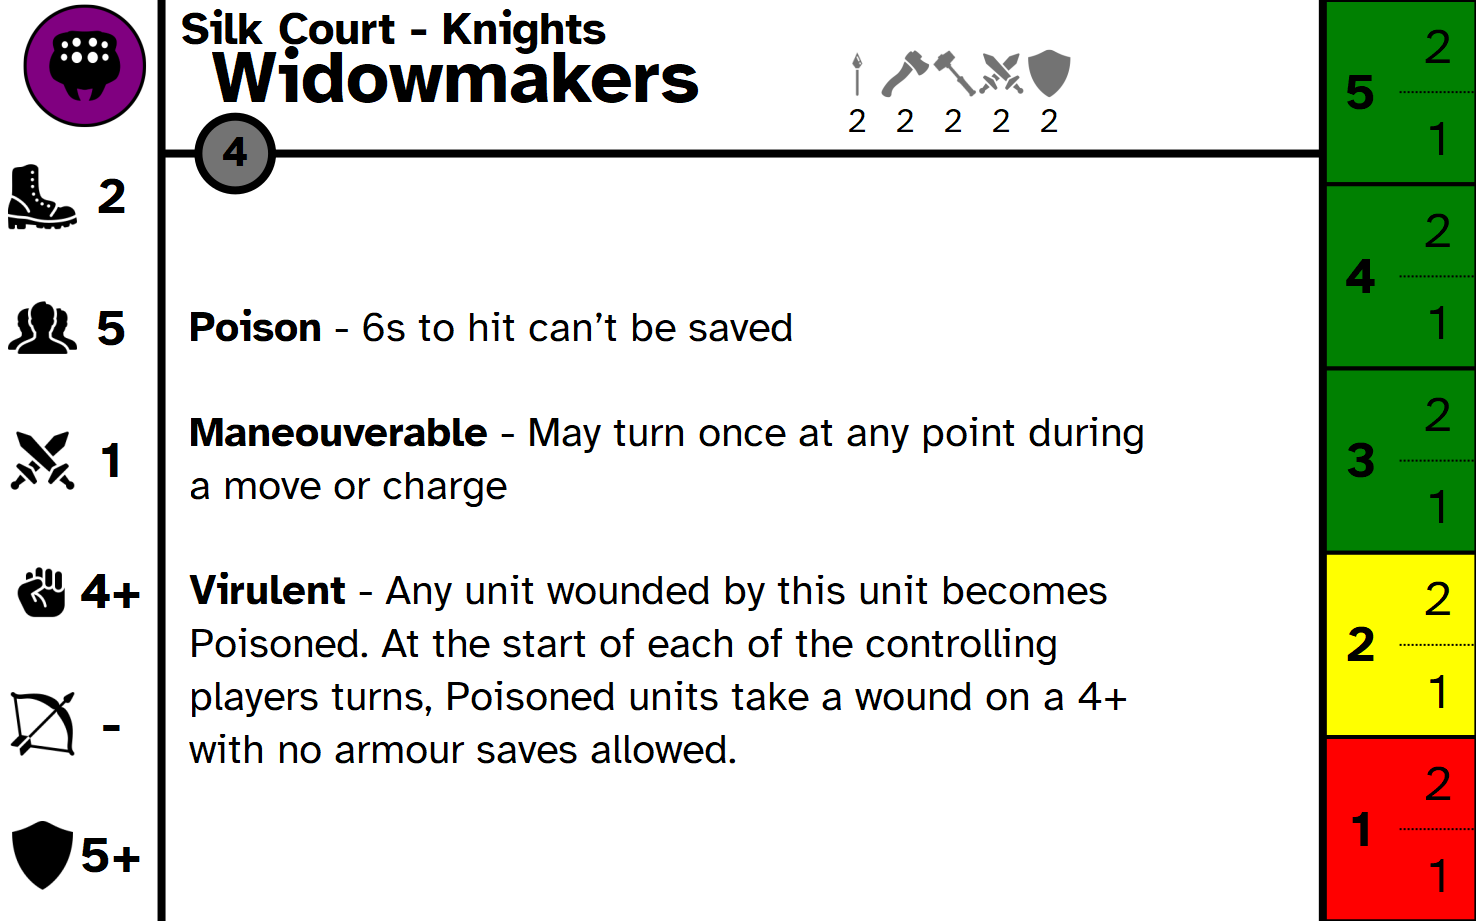 Silk Court - Knights
Widowmakers
2 2 2 2 2
4
2
5
1
4+
-
5+
Poison - 6s to hit can’t be saved
Maneouverable - May turn once at any point during
a move or charge
Virulent - Any unit wounded by this unit becomes
Poisoned. At the start of each of the controlling
players turns, Poisoned units take a wound on a 4+
with no armour saves allowed.
5
2
1
4
2
1
3
2
1
2
2
1
1
2
1